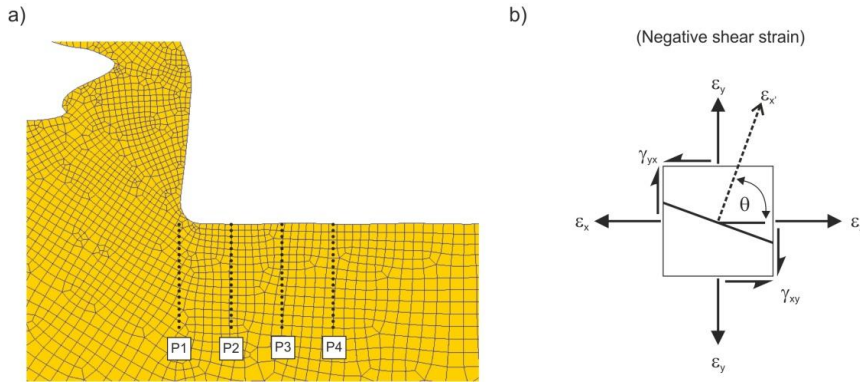 a)
b)
(Negative shear strain)
εy
εx'
γyx
θ
εx
ε
γxy
εy
P1 P2 P3 P4